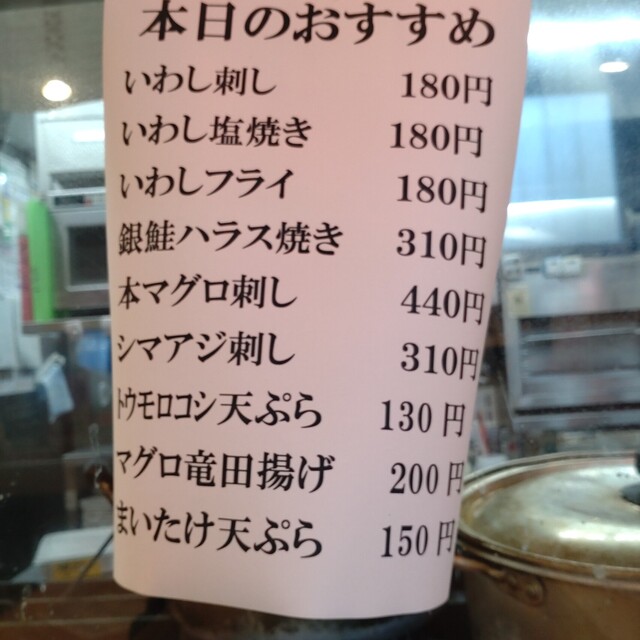 本日のおすすめ
いわし刺し 180円
いわし塩焼き 180円
いわしフライ 180円
銀鮭ハラス焼き 310円
本マグロ刺し 440円
シマアジ刺し 310円
トウモロコシ天ぷら 130円
マグロ竜田揚げ 200円
まいたけ天ぷら 150円